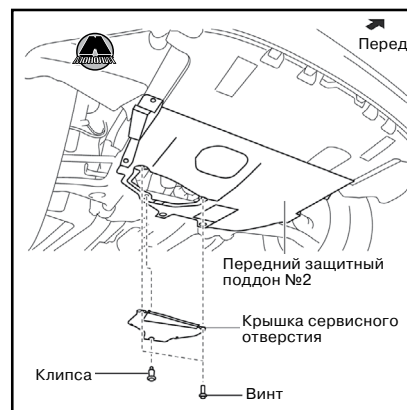 Перед
Передний защитный
поддон №2
Крышка сервисного
отверстия
Клипса
Винт